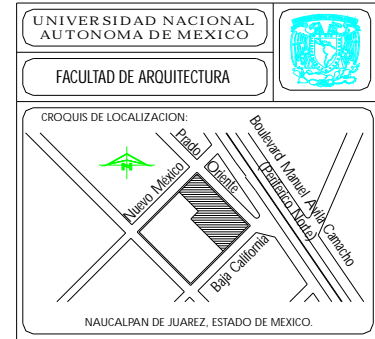 UNIVERSIDAD NACIONAL
AUTONOMA DE MEXICO
FACULTAD DE ARQUITECTURA
CROQUIS DE LOCALIZACION:
Prado
Oriente
Boulevard Manuel Avila Camacho
(Periférico Norte)
Nuevo México
Baja California
NAUCALPAN DE JUAREZ, ESTADO DE MEXICO.